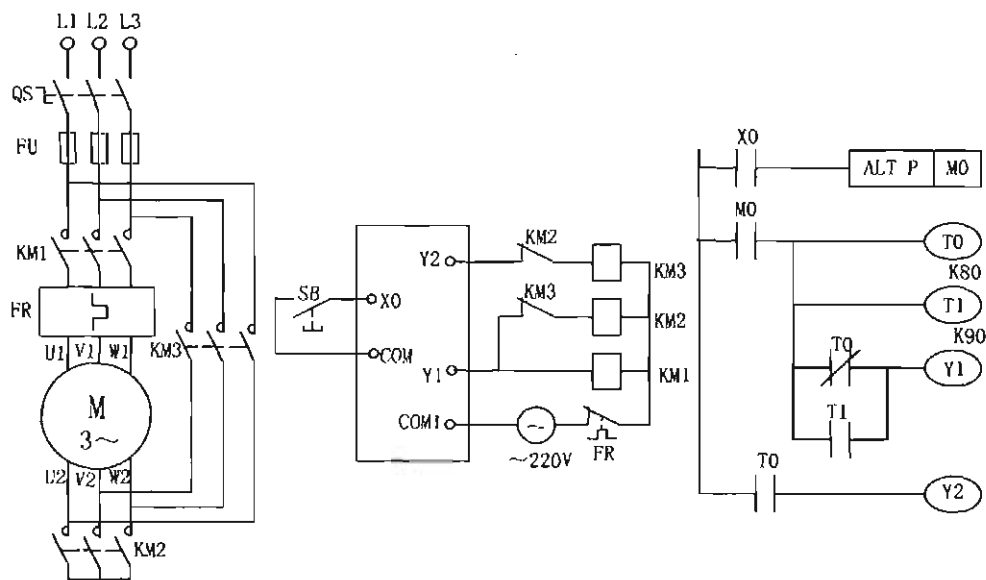 L1 L2 L3
QS
FU
KM1
FR
U1 V1 W1
KM3
M
3~
U2 V2 W2
KM2
SB
X0
COM
Y2
Y1
COM1
KM2
KM3
KM3
KM2
KM1
~
~220V
FR
X0
ALT P M0
M0
T0
K80
T1
K90
T0
Y1
T1
T0
Y2